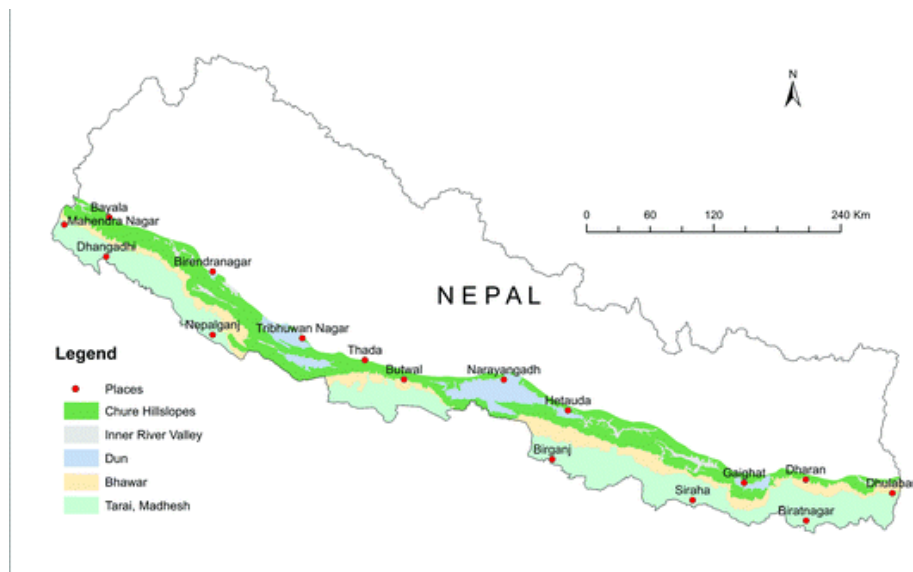 N
0 60 120 240 Km
Bayala
Mahendra Nagar
Dhangadhi
Birendranagar
NEPAL
Nepalganj
Tribhuwan Nagar
Thada
Butwal
Narayangadh
Hetauda
Birganj
Gaighat
Dharan
Siraha
Dhulabar
Biratnagar
Legend
Places
Chure Hillslopes
Inner River Valley
Dun
Bhawar
Tarai, Madhesh